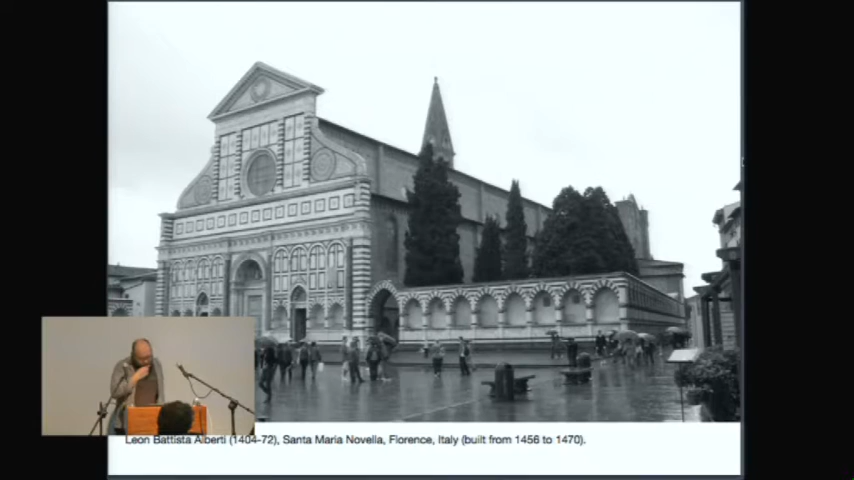 Leon Battista Alberti (1404-72), Santa Maria Novella, Florence, Italy (built from 1456 to 1470).